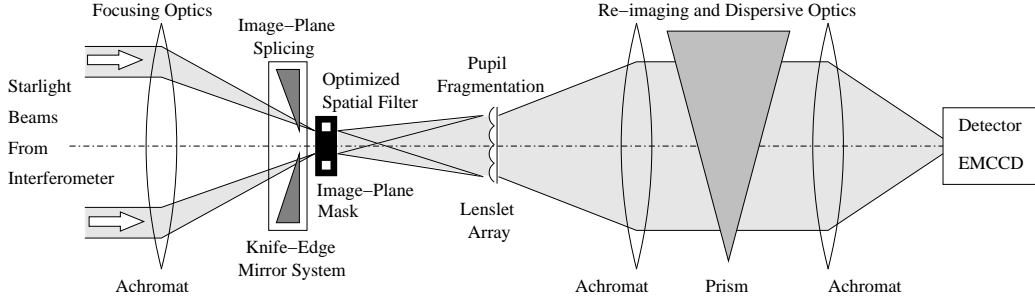 Focusing Optics
Re-imaging and Dispersive Optics
Image-Plane
Splicing
Optimized
Spatial Filter
Pupil
Fragmentation
Starlight
Beams
From
Interferometer
Detector
EMCCD
Image-Plane
Mask
Lenslet
Array
Knife-Edge
Mirror System
Achromat
Achromat
Prism
Achromat